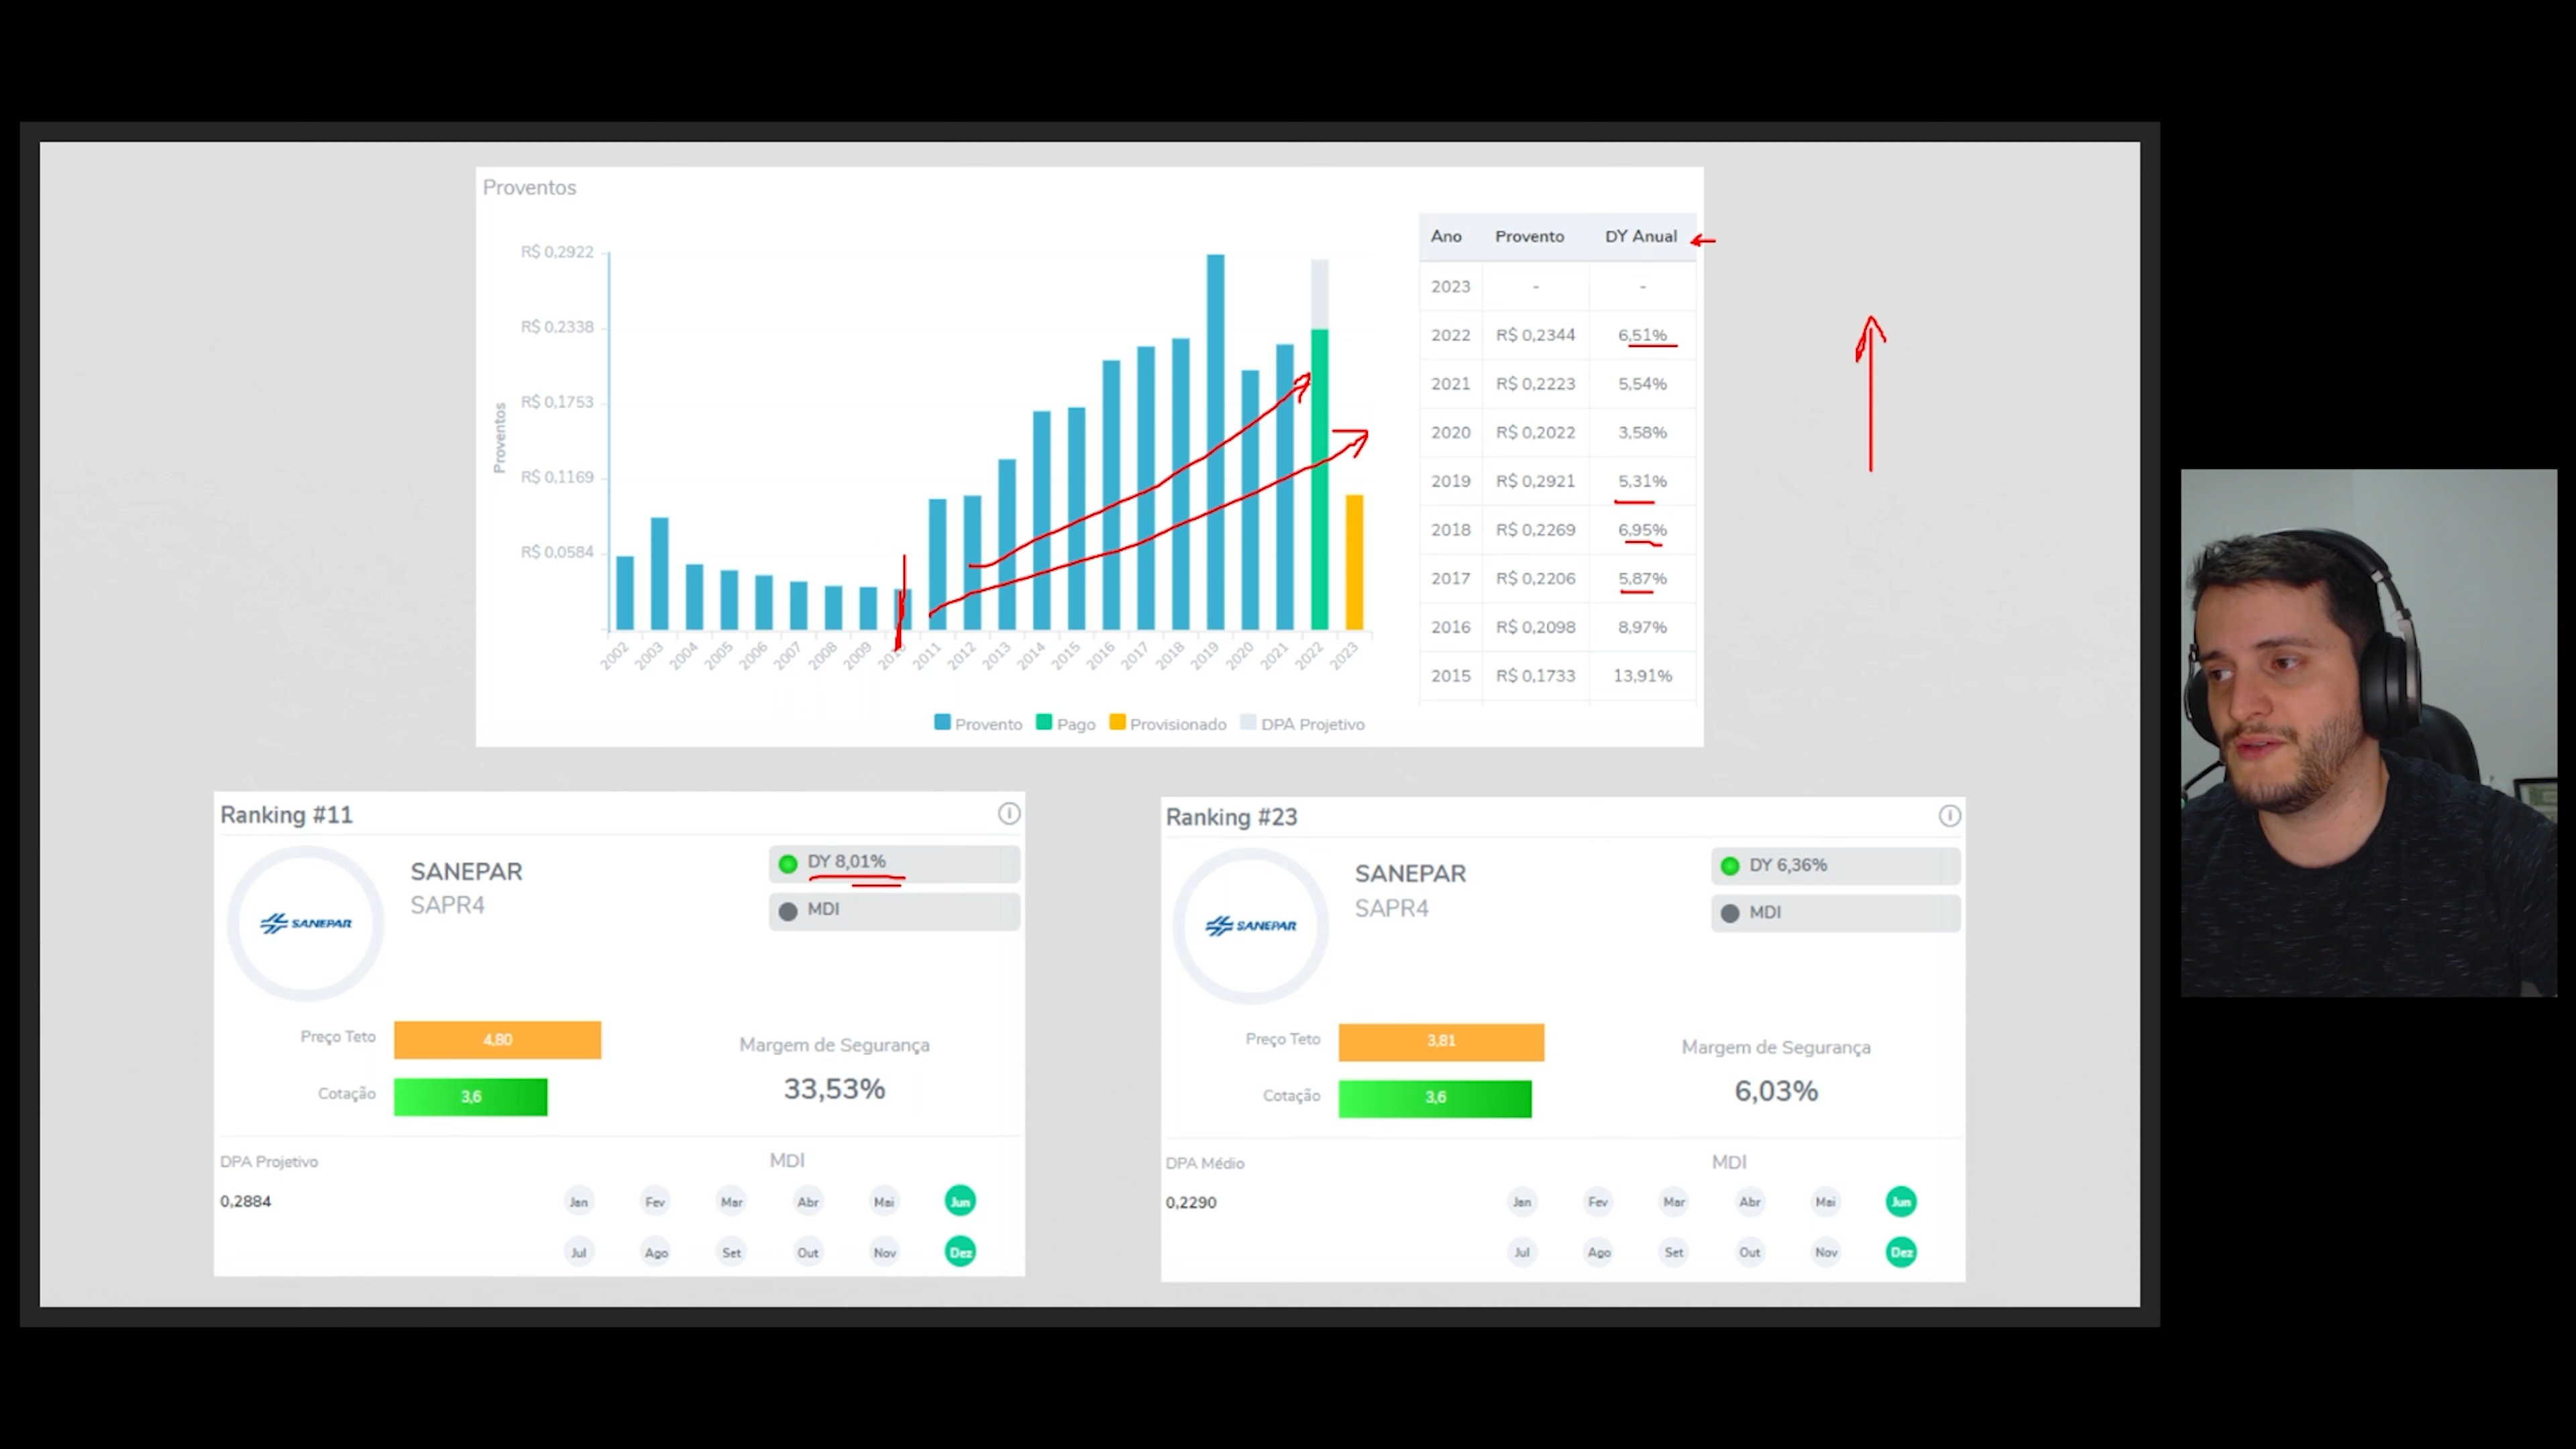 Proventos
R$ 0,2922
R$ 0,2338
R$ 0,1753
R$ 0,1169
R$ 0,0584
Proventos
2002 2003 2004 2005 2006 2007 2008 2009 2010 2011 2012 2013 2014 2015 2016 2017 2018 2019 2020 2021 2022 2023
Provento Pago Provisionado DPA Projetivo
Ano Provento DY Anual
2023 - -
2022 R$ 0,2344 6,51%
2021 R$ 0,2223 5,54%
2020 R$ 0,2022 3,58%
2019 R$ 0,2921 5,31%
2018 R$ 0,2269 6,95%
2017 R$ 0,2206 5,87%
2016 R$ 0,2098 8,97%
2015 R$ 0,1733 13,91%
Ranking #11
SANEPAR
SANEPAR
SAPR4
DY 8,01%
MDI
Preço Teto 4,80
Cotação 3,6
Margem de Segurança
33,53%
DPA Projetivo
0,2884
MDI
Jan Fev Mar Abr Mai Jun
Jul Ago Set Out Nov Dez
Ranking #23
SANEPAR
SANEPAR
SAPR4
DY 6,36%
MDI
Preço Teto 3,81
Cotação 3,6
Margem de Segurança
6,03%
DPA Médio
0,2290
MDI
Jan Fev Mar Abr Mai Jun
Jul Ago Set Out Nov Dez